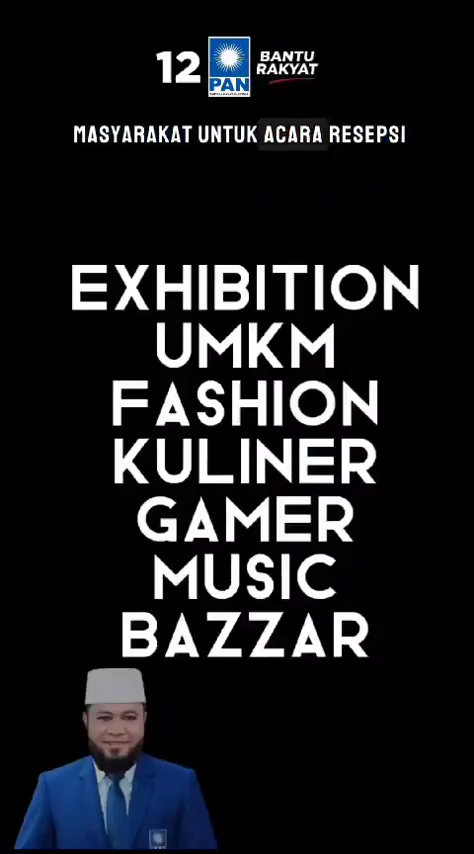 12
PAN
BANTU
RAKYAT
MASYARAKAT UNTUK ACARA RESEPSI
EXHIBITION
UMKM
FASHION
KULINER
GAMER
MUSIC
BAZZAR